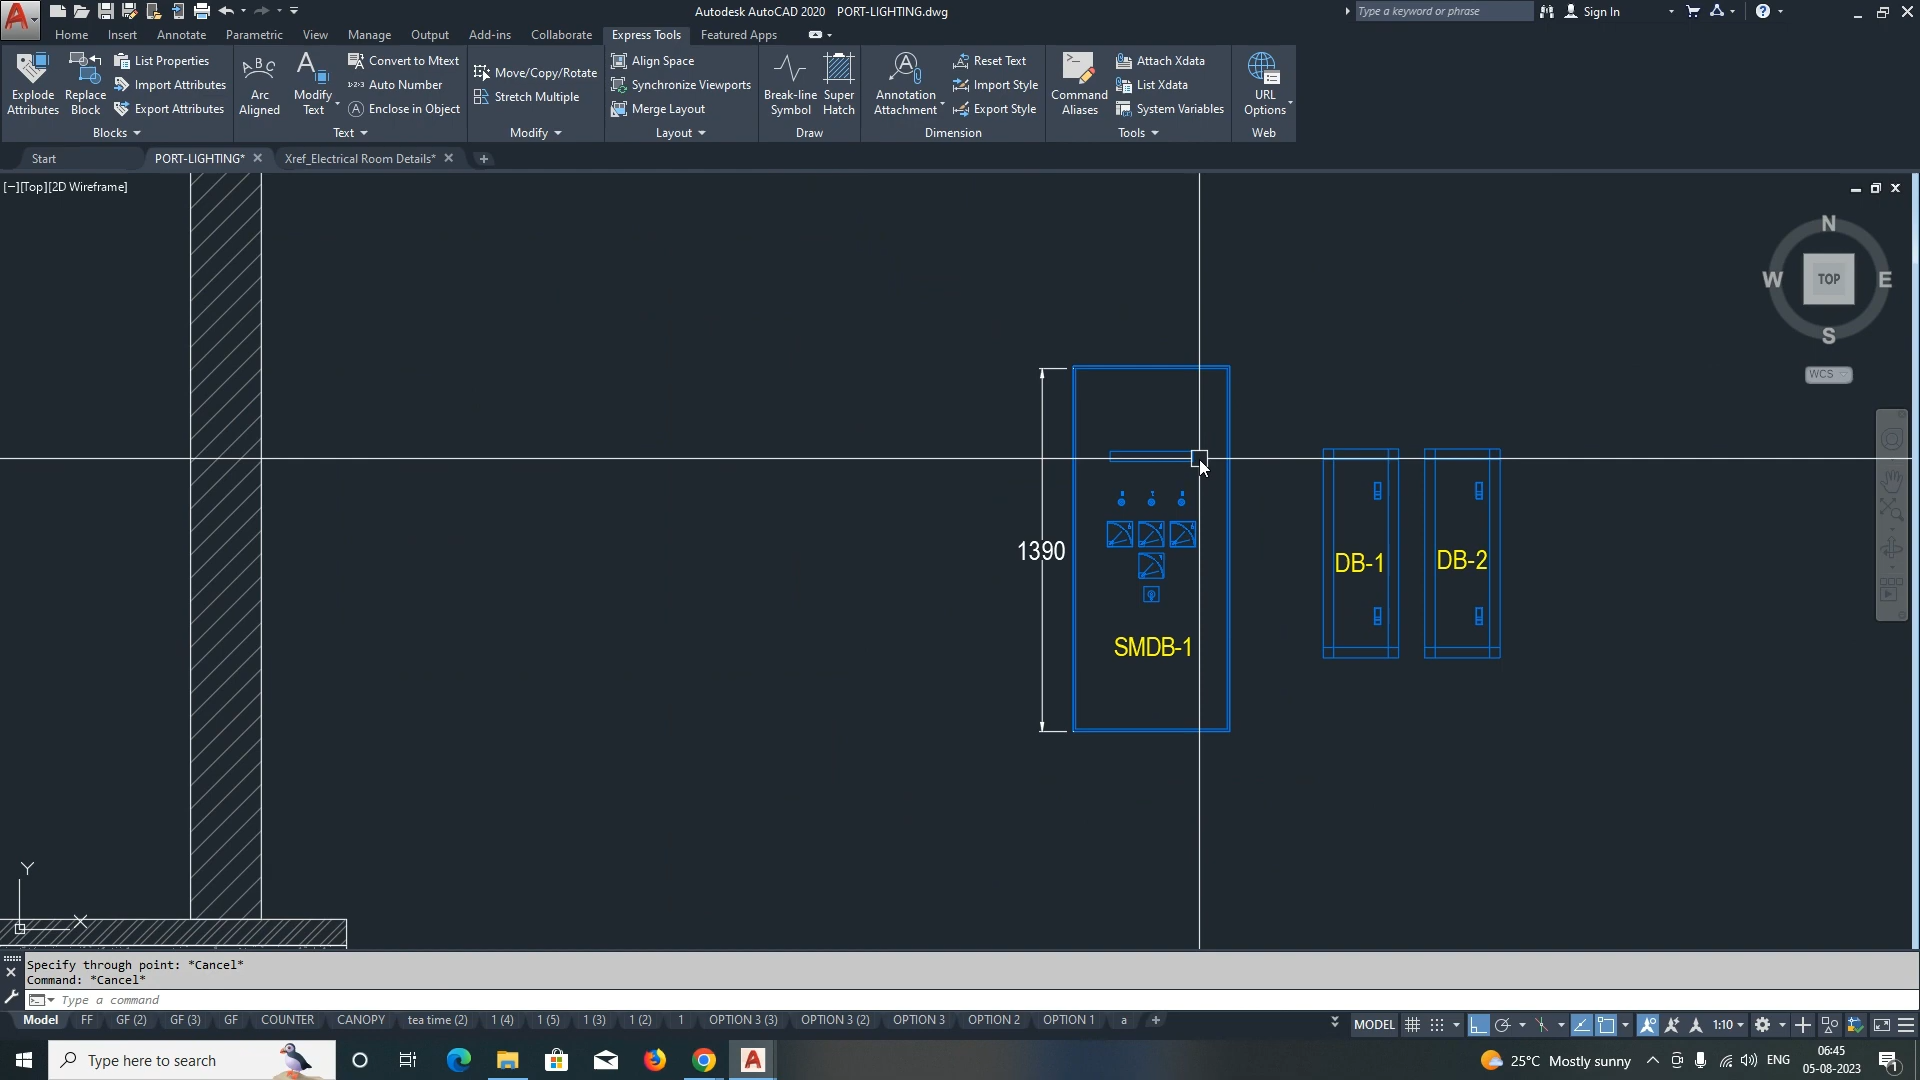 Autodesk AutoCAD 2020 PORT-LIGHTING.dwg
Type a keyword or phrase
Sign In
Home Insert Annotate Parametric View Manage Output Add-ins Collaborate Express Tools Featured Apps
Explode Attributes
Replace Block
List Properties
Import Attributes
Export Attributes
Blocks
ABC
Arc Aligned
Modify Text
Convert to Mtext
Auto Number
Enclose in Object
Text
Move/Copy/Rotate
Stretch Multiple
Modify
Align Space
Synchronize Viewports
Merge Layout
Layout
Break-line Symbol
Super Hatch
Draw
Annotation Attachment
Reset Text
Import Style
Export Style
Dimension
Command Aliases
Attach Xdata
List Xdata
System Variables
Tools
URL Options
Web
Start PORT-LIGHTING* Xref_Electrical Room Details*
[−][Top][2D Wireframe]
N
W TOP E
S
WCS
1390
DB-1 DB-2
SMDB-1
Y
X
Specify through point: *Cancel*
Command: *Cancel*
Type a command
Model FF GF (2) GF (3) GF COUNTER CANOPY tea time (2) 1 (4) 1 (5) 1 (3) 1 (2) 1 OPTION 3 (3) OPTION 3 (2) OPTION 3 OPTION 2 OPTION 1 a
MODEL 1:10
Type here to search
25°C Mostly sunny
ENG
06:45
05-08-2023
1